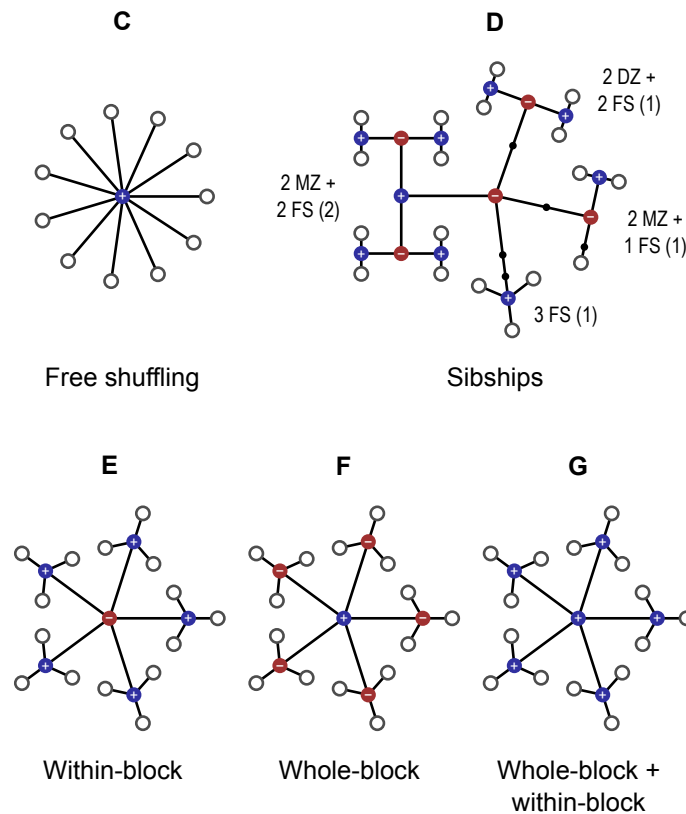 C
D
2 DZ +
2 FS (1)
2 MZ +
2 FS (2)
2 MZ +
1 FS (1)
3 FS (1)
Free shuffling
Sibships
E
F
G
Within-block
Whole-block
Whole-block +
within-block